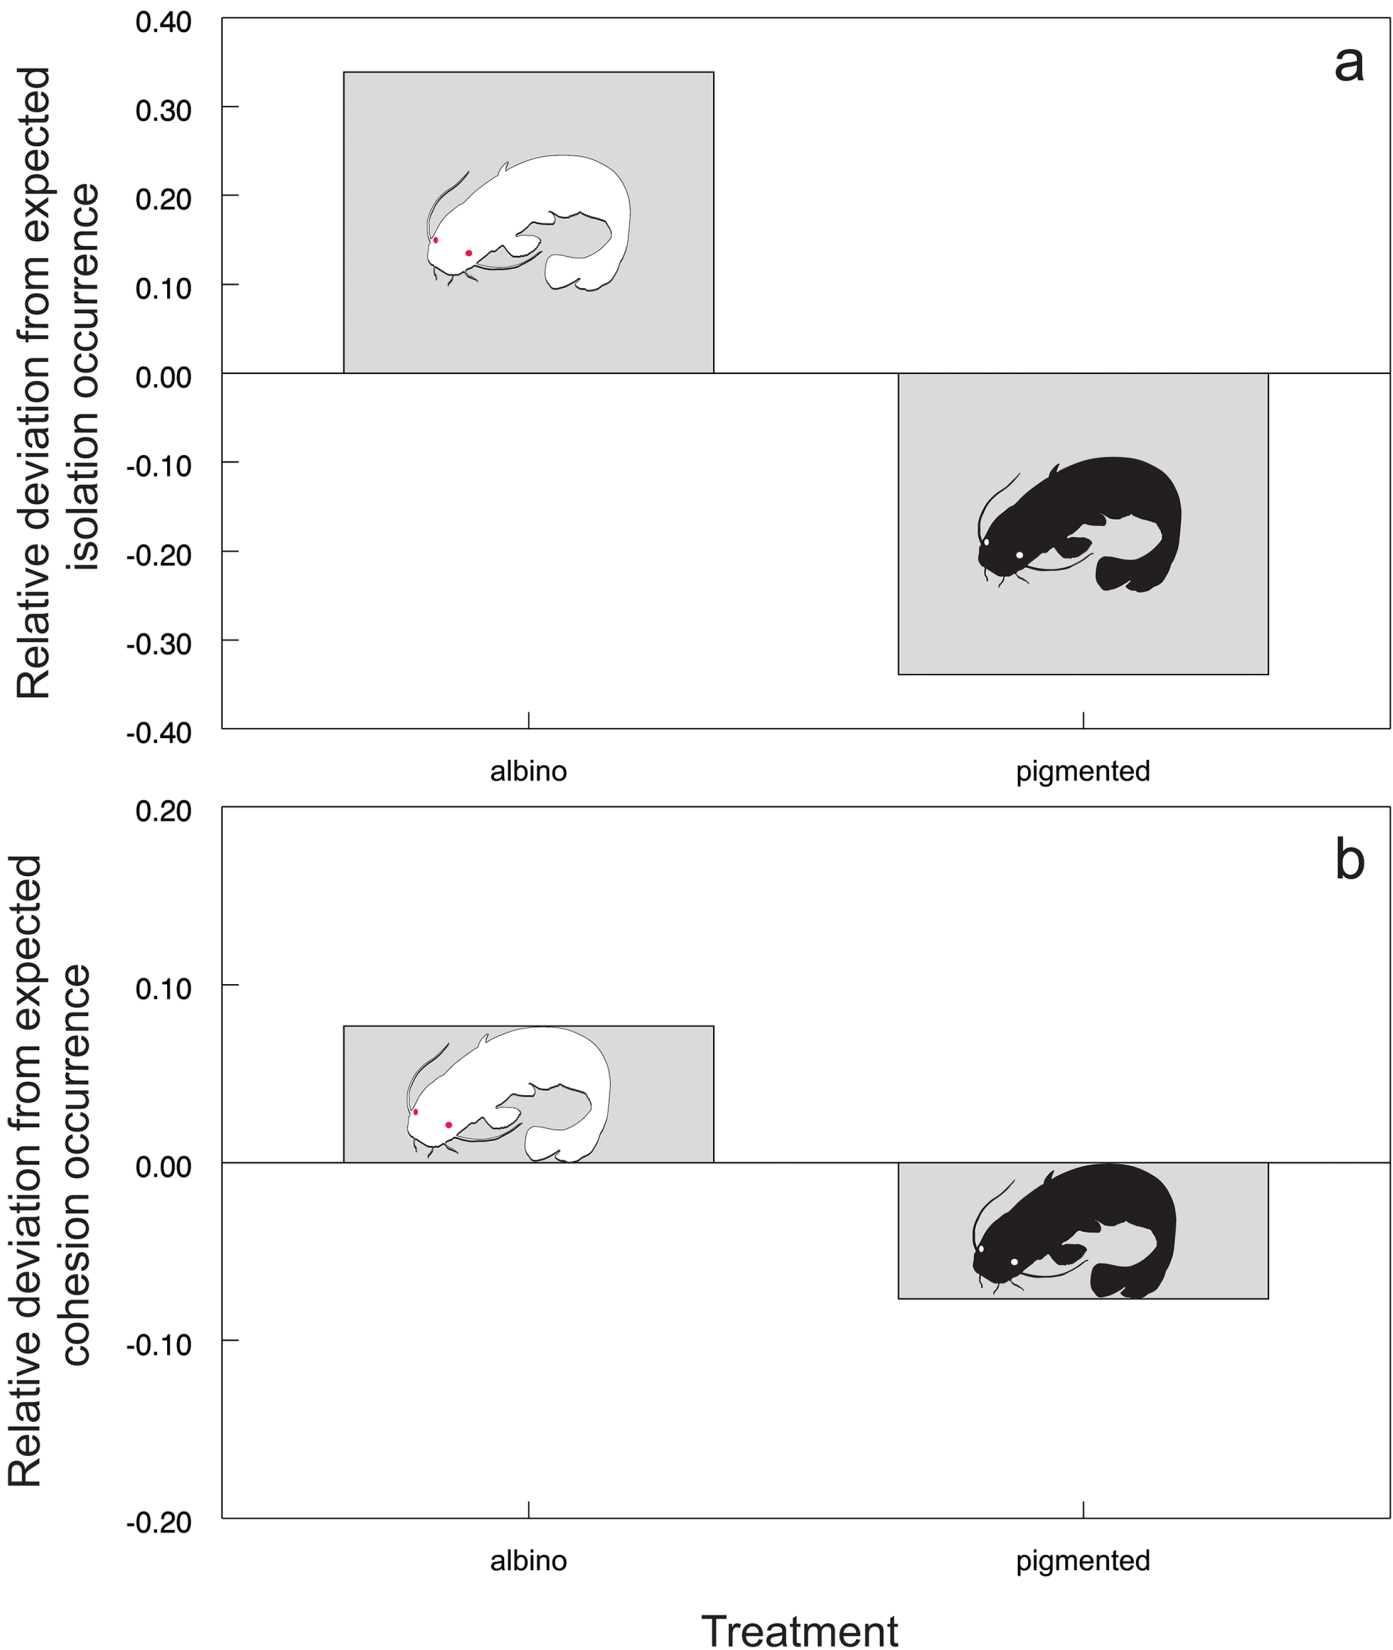 a
Relative deviation from expected
isolation occurrence
0.40
0.30
0.20
0.10
0.00
-0.10
-0.20
-0.30
-0.40
albino pigmented
b
Relative deviation from expected
cohesion occurrence
0.20
0.10
0.00
-0.10
-0.20
albino pigmented
Treatment